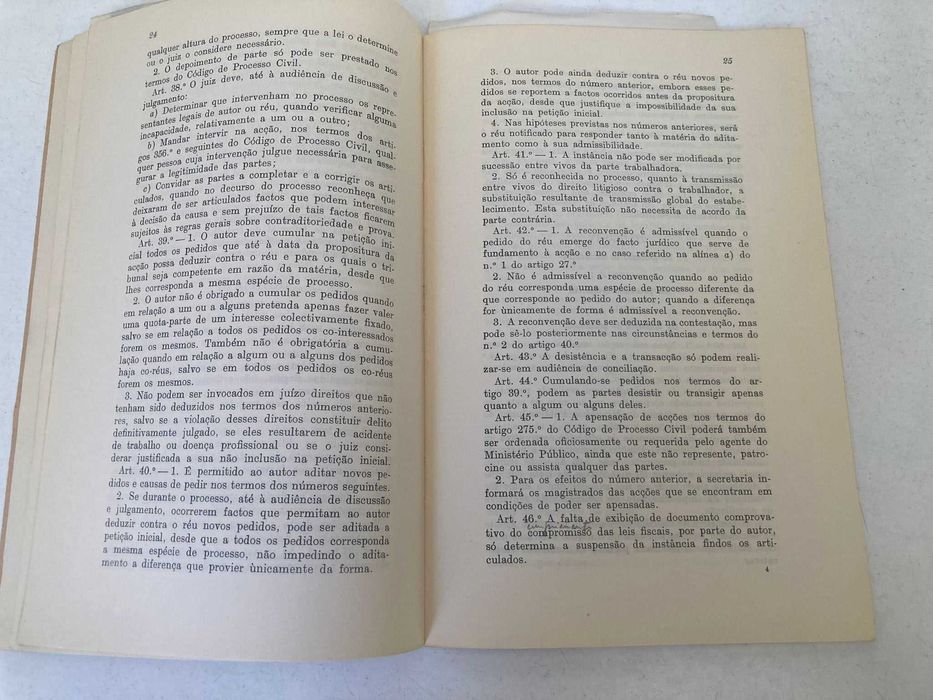 24
qualquer altura do processo, sempre que a lei o determine
ou o juiz o considere necessário.
2. O depoimento de parte só pode ser prestado nos
termos do Código de Processo Civil.
Art. 38.º O juiz deve, até à audiência de discussão e
julgamento:
a) Determinar que intervenham no processo os repre-
sentantes legais de autor ou réu, quando verificar alguma
incapacidade, relativamente a um ou a outro;
b) Mandar intervir na acção, nos termos dos arti-
gos 356.º e seguintes do Código de Processo Civil, qual-
quer pessoa cuja intervenção julgue necessária para asse-
gurar a legitimidade das partes;
c) Convidar as partes a completar e a corrigir os arti-
culados, quando no decurso do processo reconheça que
deixaram de ser articulados factos que podem interessar
à decisão da causa e sem prejuízo de tais factos ficarem
sujeitos às regras gerais sobre contraditoriedade e prova.
Art. 39.º — 1. O autor deve cumular na petição ini-
cial todos os pedidos que até à data da propositura da
acção possa deduzir contra o réu e para os quais o tri-
bunal seja competente em razão da matéria, desde que
lhes corresponda a mesma espécie de processo.
2. O autor não é obrigado a cumular os pedidos quando
em relação a um ou a alguns pretenda apenas fazer valer
uma quota-parte de um interesse colectivamente fixado,
salvo se em relação a todos os pedidos os co-interessados
forem os mesmos. Também não é obrigatória a cumu-
lação quando em relação a algum ou a alguns dos pedidos
haja co-réus, salvo se em todos os pedidos os co-réus
forem os mesmos.
3. Não podem ser invocados em juízo direitos que não
tenham sido deduzidos nos termos dos números anterio-
res, salvo se a violação desses direitos constituir delito
definitivamente julgado, se eles resultarem de acidente
de trabalho ou doença profissional ou se o juiz consi-
derar justificada a sua não inclusão na petição inicial.
Art. 40.º — 1. É permitido ao autor aditar novos pe-
didos e causas de pedir nos termos dos números seguintes.
2. Se durante o processo, até à audiência de discussão
e julgamento, ocorrerem factos que permitam ao autor
deduzir contra o réu novos pedidos, pode ser aditada a
petição inicial, desde que a todos os pedidos corresponda
a mesma espécie de processo, não impedindo o adita-
mento a diferença que provier ùnicamente da forma.
25
3. O autor pode ainda deduzir contra o réu novos pe-
didos, nos termos do número anterior, embora esses pe-
didos se reportem a factos ocorridos antes da propositura
da acção, desde que justifique a impossibilidade da sua
inclusão na petição inicial.
4. Nas hipóteses previstas nos números anteriores, será
o réu notificado para responder tanto à matéria do adita-
mento como à sua admissibilidade.
Art. 41.º — 1. A instância não pode ser modificada por
sucessão entre vivos da parte trabalhadora.
2. Só é reconhecida no processo, quanto à transmissão
entre vivos do direito litigioso contra o trabalhador, a
substituição resultante de transmissão global do estabe-
lecimento. Esta substituição não necessita de acordo da
parte contrária.
Art. 42.º — 1. A reconvenção é admissível quando o
pedido do réu emerge do facto jurídico que serve de
fundamento à acção e no caso referido na alínea a) do
n.º 1 do artigo 27.º
2. Não é admissível a reconvenção quando ao pedido
do réu corresponda uma espécie de processo diferente da
que corresponde ao pedido do autor; quando a diferença
for ùnicamente de forma é admissível a reconvenção.
3. A reconvenção deve ser deduzida na contestação, mas
pode sê-lo posteriormente nas circunstâncias e termos do
n.º 2 do artigo 40.º
Art. 43.º A desistência e a transacção só podem reali-
zar-se em audiência de conciliação.
Art. 44.º Cumulando-se pedidos nos termos do ar-
tigo 39.º, podem as partes desistir ou transigir apenas
quanto a algum ou alguns deles.
Art. 45.º — 1. A apensação de acções nos termos do
artigo 275.º do Código de Processo Civil poderá também
ser ordenada oficiosamente ou requerida pelo agente do
Ministério Público, ainda que este não represente, patro-
cine ou assista qualquer das partes.
2. Para os efeitos do número anterior, a secretaria in-
formará os magistrados das acções que se encontram em
condições de poder ser apensadas.
Art. 46.º A falta de exibição de documento comprova-
tivo do compromisso das leis fiscais, por parte do autor,
só determina a suspensão da instância findos os arti-
culados.
4